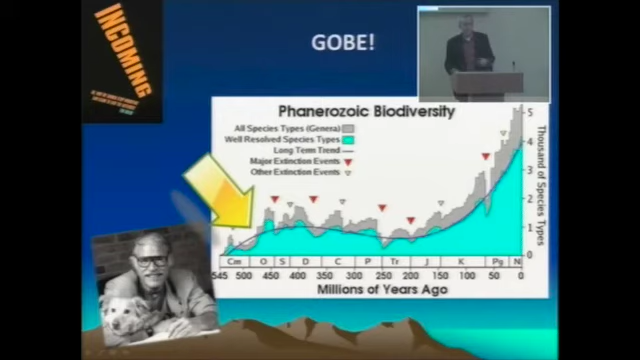 INCOMING
GOBE!
Phanerozoic Biodiversity
All Species Types (Genera)
Well Resolved Species Types
Long Term Trend
Major Extinction Events
Other Extinction Events
5
4
3
2
1
0
Thousand of Species Types
Cm O S D C P Tr J K Pg N
545 500 450 400 350 300 250 200 150 100 50 0
Millions of Years Ago